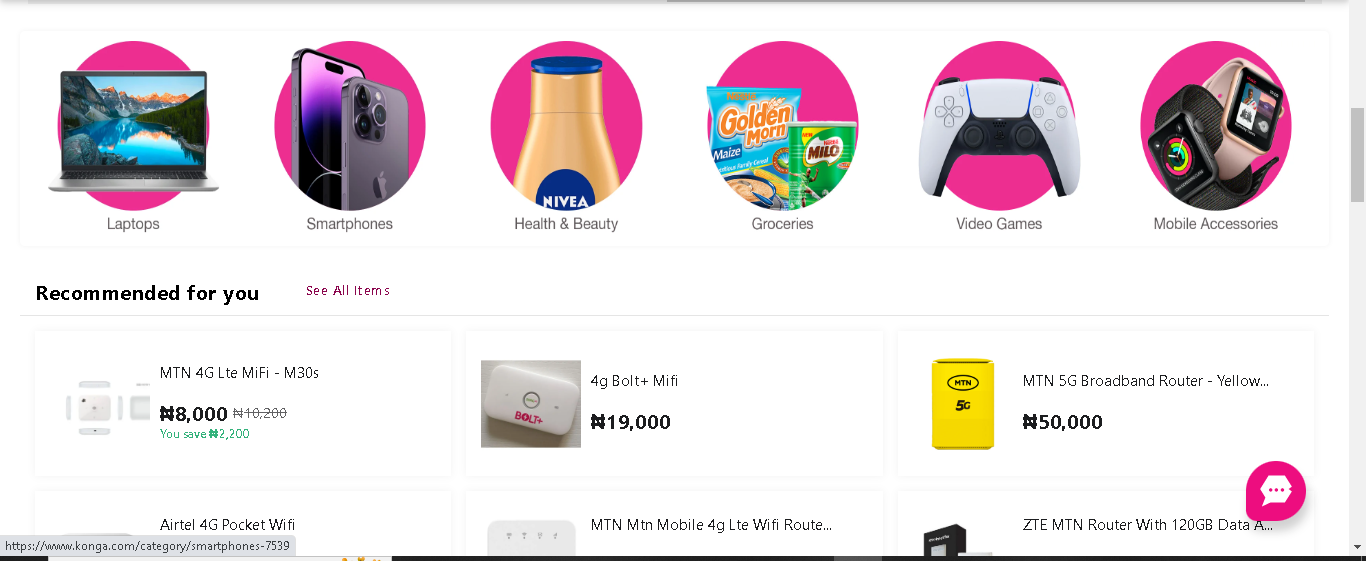 NIVEA
Golden
Morn
Maize
NEW
MILO
Laptops
Smartphones
Health & Beauty
Groceries
Video Games
Mobile Accessories
Recommended for you
See All Items
MTN 4G Lte MiFi - M30s
₦8,000 ₦10,200
You save ₦2,200
BOLT+
4g Bolt+ Mifi
₦19,000
MTN
5G
MTN 5G Broadband Router - Yellow...
₦50,000
Airtel 4G Pocket Wifi
MTN Mtn Mobile 4g Lte Wifi Route...
ZTE MTN Router With 120GB Data A...
https://www.konga.com/category/smartphones-7539